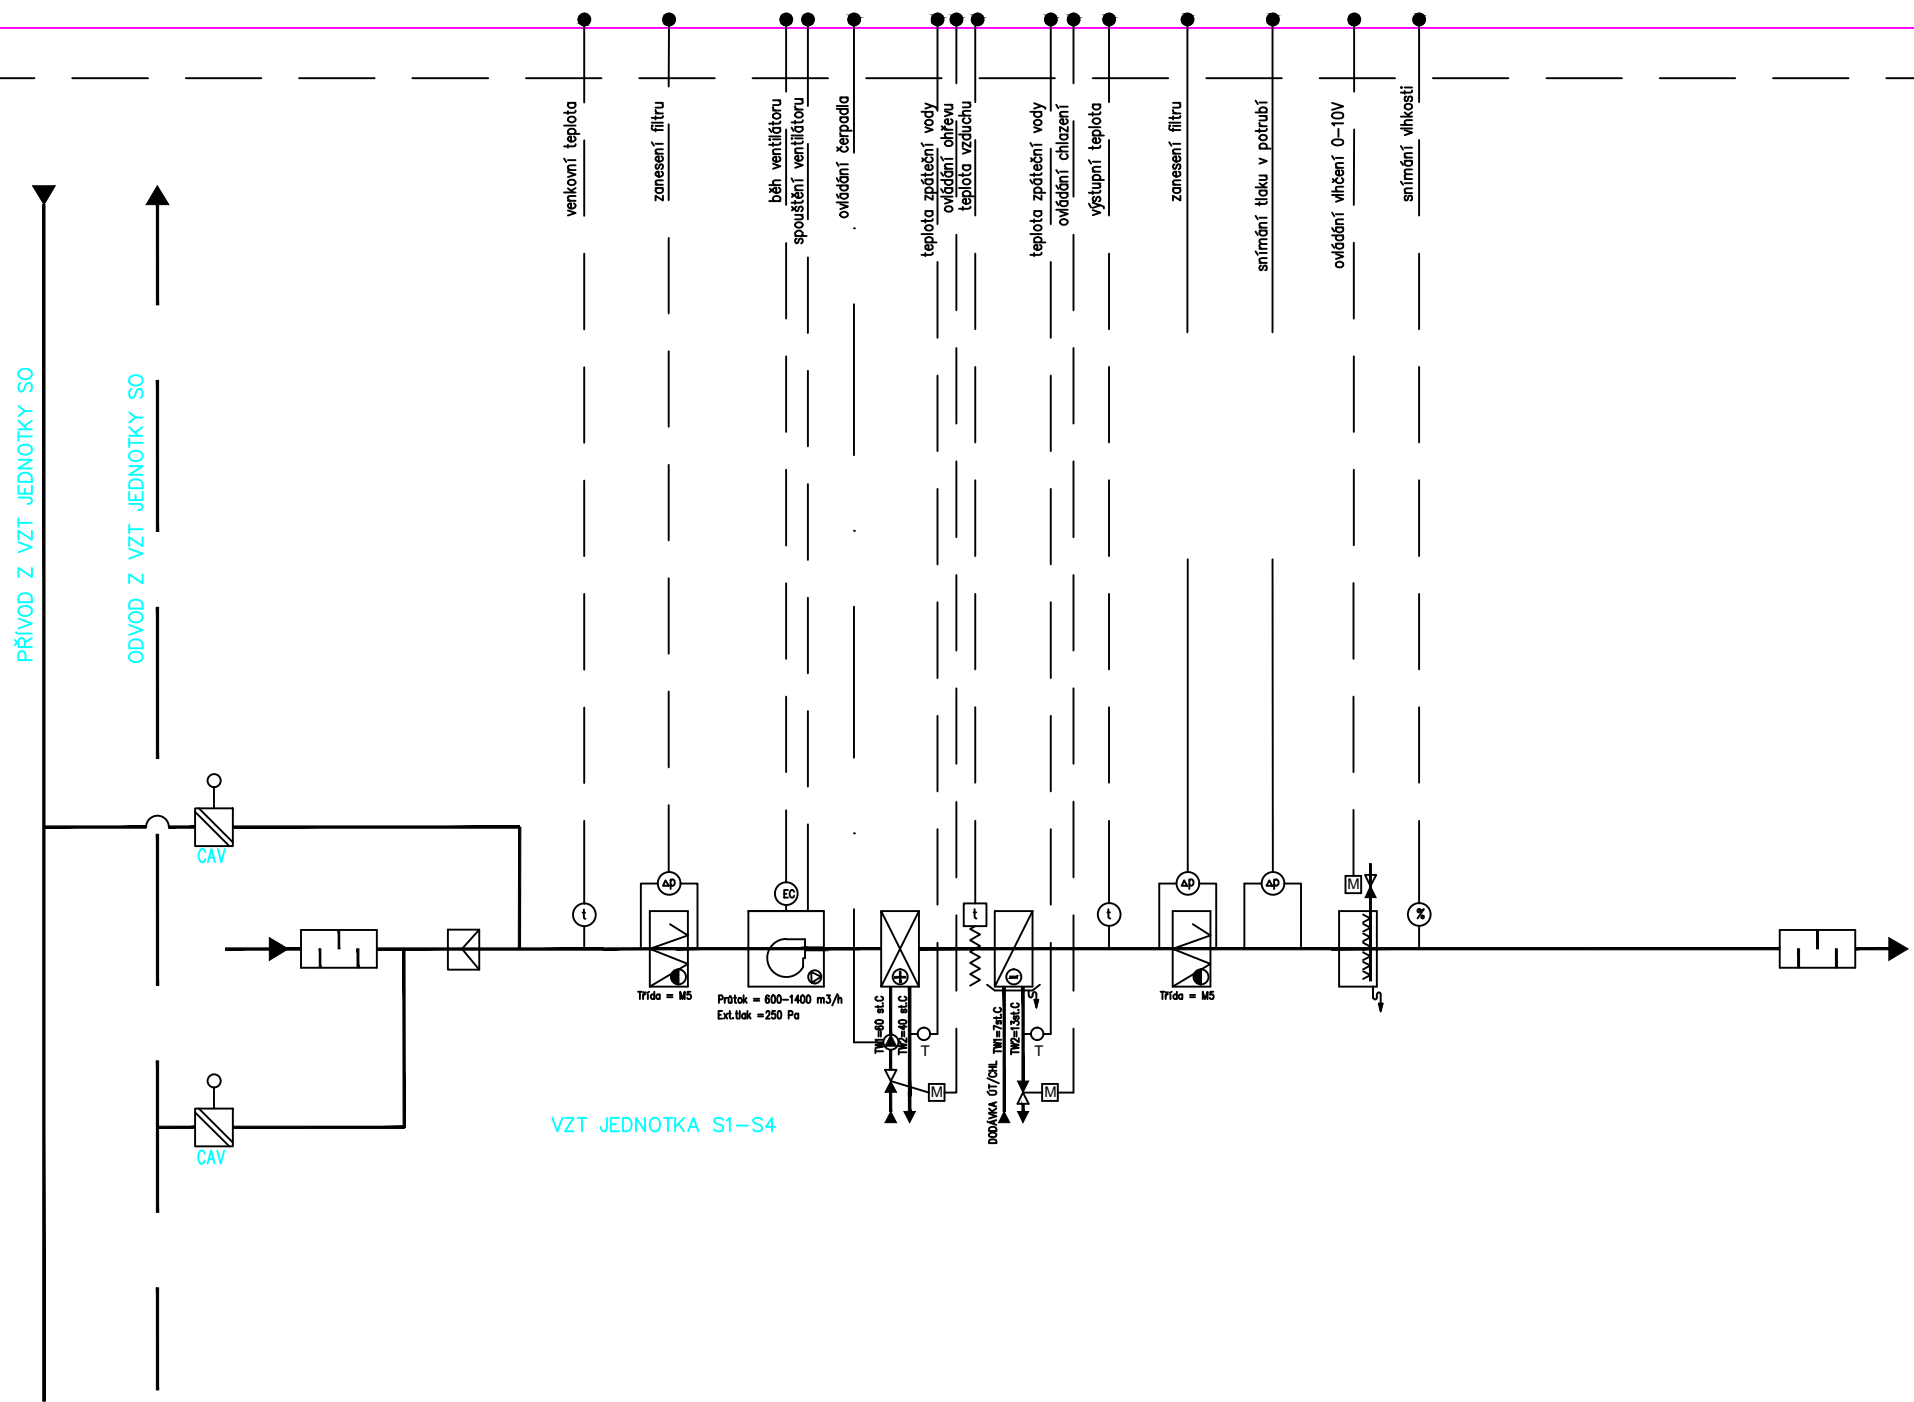 venkovní teplota
zanesení filtru
běh ventilátoru
spouštění ventilátoru
ovládání čerpadla
teplota zpáteční vody
ovládání ohřevu
teplota vzduchu
teplota zpáteční vody
ovládání chlazení
výstupní teplota
zanesení filtru
snímání tlaku v potrubí
ovládání vlhčení 0-10V
snímání vlhkosti
PŘÍVOD Z VZT JEDNOTKY SO
ODVOD Z VZT JEDNOTKY SO
CAV
t
Δp
EC
t
t
Δp
Δp
M
%
Třída = M5
Průtok = 600-1400 m3/h
Ext.tlak =250 Pa
TW1=60 st.C
TW2=40 st.C
T
M
DODÁVKA ÚT/CHL TW1=7st.C
TW2=13st.C
T
M
Třída = M5
VZT JEDNOTKA S1-S4
CAV